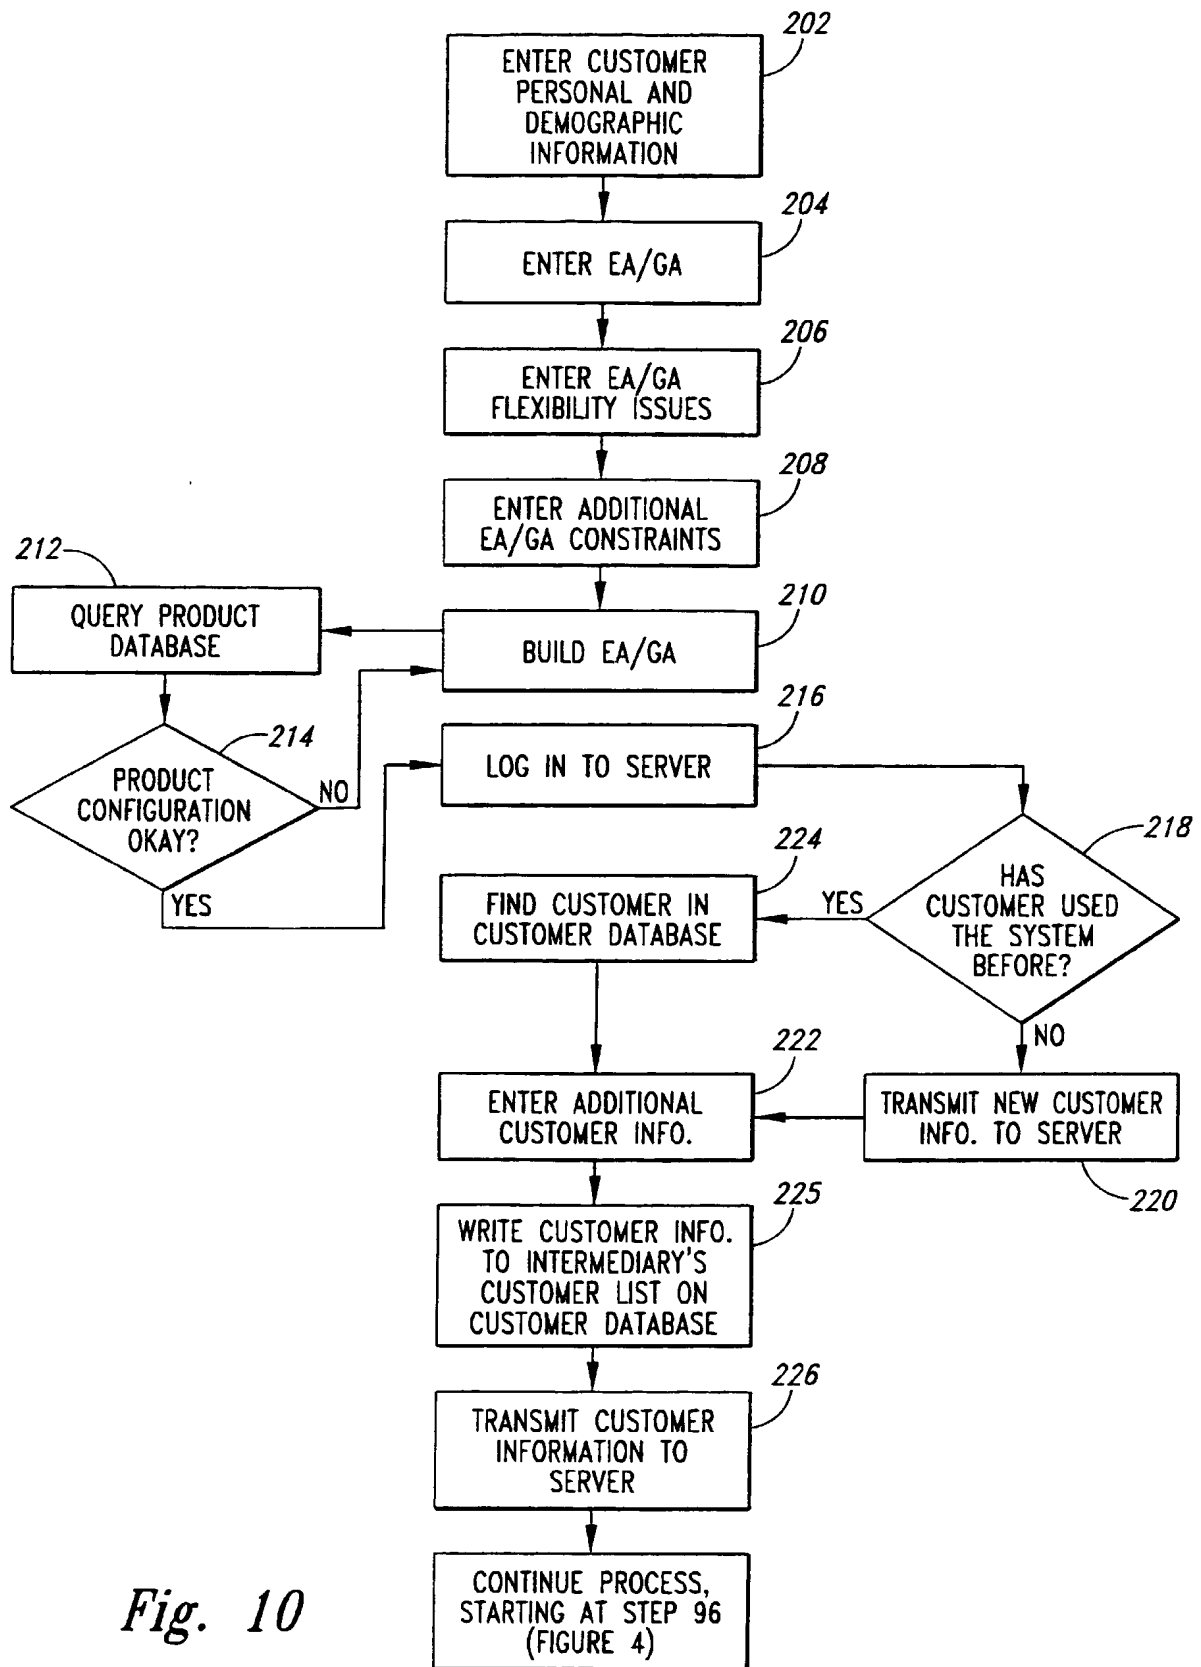 202
ENTER CUSTOMER
PERSONAL AND
DEMOGRAPHIC
INFORMATION
204
ENTER EA/GA
206
ENTER EA/GA
FLEXIBILITY ISSUES
208
ENTER ADDITIONAL
EA/GA CONSTRAINTS
212
QUERY PRODUCT
DATABASE
210
BUILD EA/GA
214
PRODUCT
CONFIGURATION
OKAY?
NO
YES
216
LOG IN TO SERVER
218
HAS
CUSTOMER USED
THE SYSTEM
BEFORE?
YES
NO
224
FIND CUSTOMER IN
CUSTOMER DATABASE
222
ENTER ADDITIONAL
CUSTOMER INFO.
TRANSMIT NEW CUSTOMER
INFO. TO SERVER
220
225
WRITE CUSTOMER INFO.
TO INTERMEDIARY'S
CUSTOMER LIST ON
CUSTOMER DATABASE
226
TRANSMIT CUSTOMER
INFORMATION TO
SERVER
CONTINUE PROCESS,
STARTING AT STEP 96
(FIGURE 4)
Fig. 10